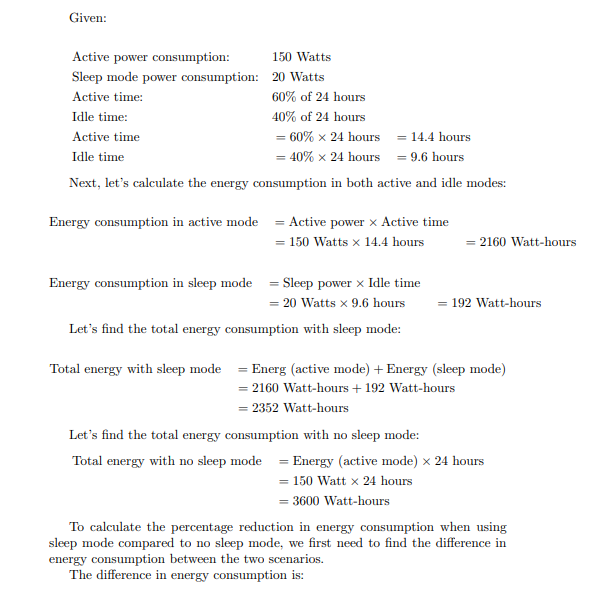 Given:
Active power consumption: 150 Watts
Sleep mode power consumption: 20 Watts
Active time: 60% of 24 hours
Idle time: 40% of 24 hours
Active time = 60% × 24 hours = 14.4 hours
Idle time = 40% × 24 hours = 9.6 hours
Next, let's calculate the energy consumption in both active and idle modes:
Energy consumption in active mode = Active power × Active time
= 150 Watts × 14.4 hours = 2160 Watt-hours
Energy consumption in sleep mode = Sleep power × Idle time
= 20 Watts × 9.6 hours = 192 Watt-hours
Let's find the total energy consumption with sleep mode:
Total energy with sleep mode = Energ (active mode) + Energy (sleep mode)
= 2160 Watt-hours + 192 Watt-hours
= 2352 Watt-hours
Let's find the total energy consumption with no sleep mode:
Total energy with no sleep mode = Energy (active mode) × 24 hours
= 150 Watt × 24 hours
= 3600 Watt-hours
To calculate the percentage reduction in energy consumption when using
sleep mode compared to no sleep mode, we first need to find the difference in
energy consumption between the two scenarios.
The difference in energy consumption is: